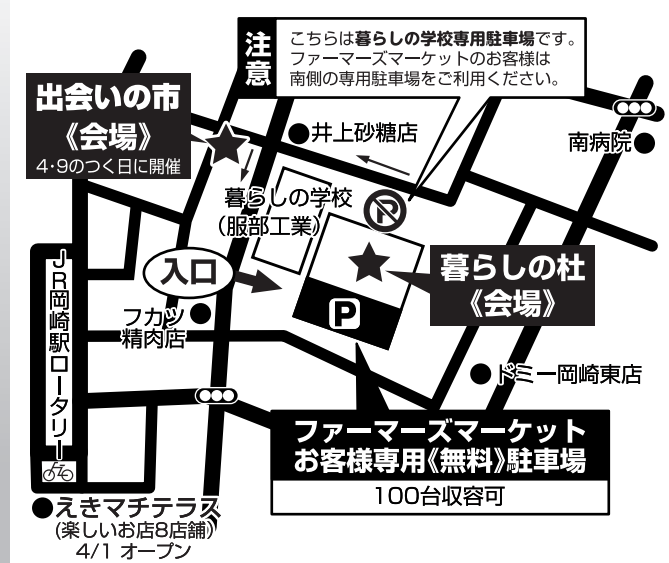 注意
こちらは暮らしの学校専用駐車場です。
ファーマーズマーケットのお客様は
南側の専用駐車場をご利用ください。
出会いの市
《会場》
4・9のつく日に開催
井上砂糖店
南病院
暮らしの学校
(服部工業)
P
入口
暮らしの杜
《会場》
JR岡崎駅ロータリー
フカツ
精肉店
P
ドミー岡崎東店
ファーマーズマーケット
お客様専用《無料》駐車場
100台収容可
えきマチテラス
(楽しいお店8店舗)
4/1 オープン